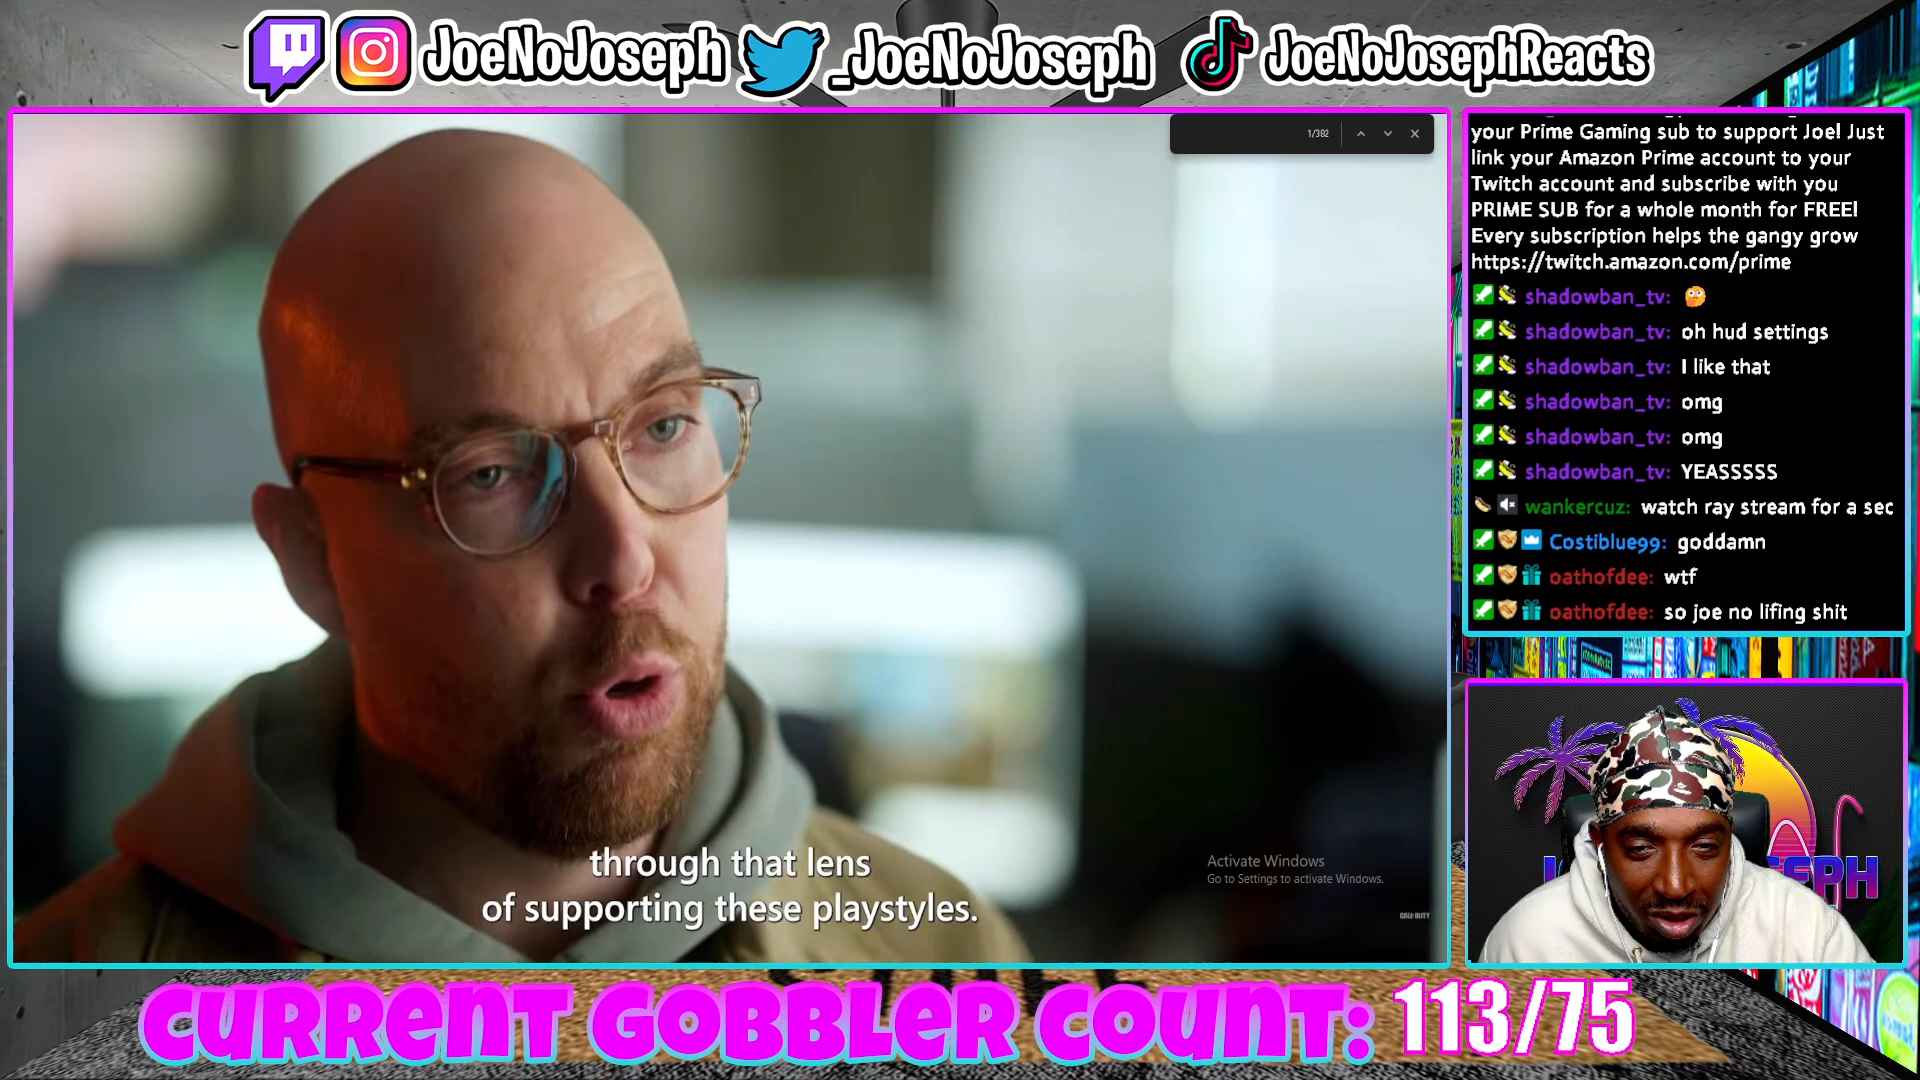 JoeNoJoseph
_JoeNoJoseph
JoeNoJosephReacts
1/382
your Prime Gaming sub to support Joe! Just
link your Amazon Prime account to your
Twitch account and subscribe with you
PRIME SUB for a whole month for FREE!
Every subscription helps the gangy grow
https://twitch.amazon.com/prime
shadowban_tv:
shadowban_tv: oh hud settings
shadowban_tv: I like that
shadowban_tv: omg
shadowban_tv: omg
shadowban_tv: YEASSSSS
wankercuz: watch ray stream for a sec
Costiblue99: goddamn
oathofdee: wtf
oathofdee: so joe no lifing shit
through that lens
of supporting these playstyles.
Activate Windows
Go to Settings to activate Windows.
CALL·DUTY
CURRENT GOBBLER COUNT: 113/75